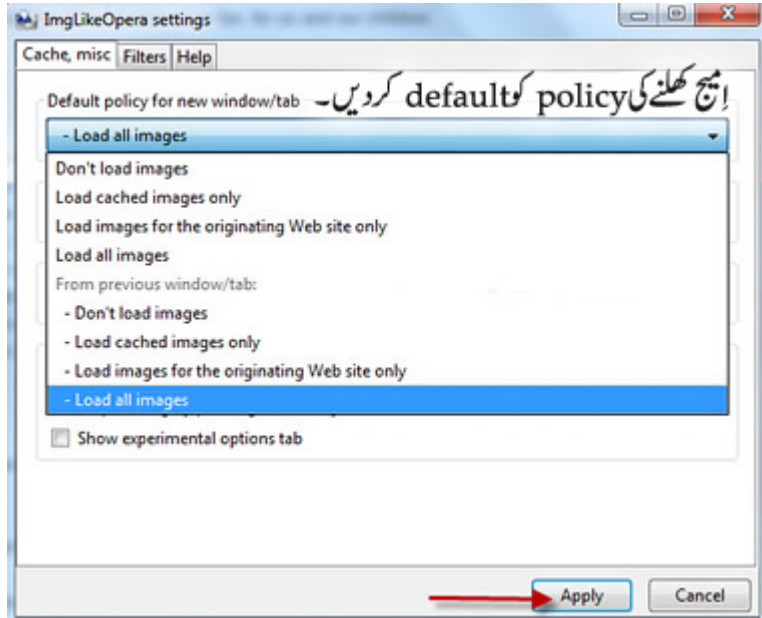 ImgLikeOpera settings
Cache, misc Filters Help
Default policy for new window/tab
اِمیج کھلنے کی policy کو default کردیں۔
- Load all images
Don't load images
Load cached images only
Load images for the originating Web site only
Load all images
From previous window/tab:
- Don't load images
- Load cached images only
- Load images for the originating Web site only
- Load all images
Show experimental options tab
Apply Cancel